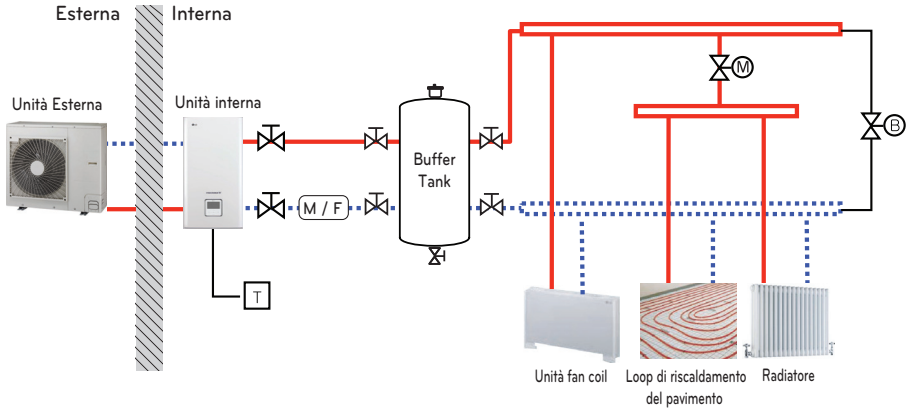 Esterna
Interna
Unità Esterna
Unità interna
M
B
Buffer
Tank
M / F
T
Unità fan coil
Loop di riscaldamento
del pavimento
Radiatore